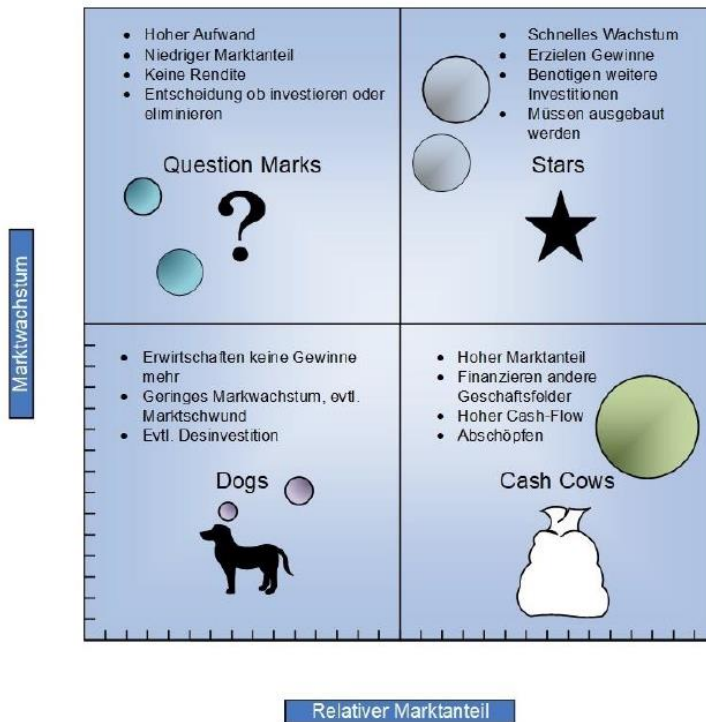 • Hoher Aufwand
• Niedriger Marktanteil
• Keine Rendite
• Entscheidung ob investieren oder
eliminieren
Question Marks
?
• Schnelles Wachstum
• Erzielen Gewinne
• Benötigen weitere
Investitionen
• Müssen ausgebaut
werden
Stars
Marktwachstum
• Erwirtschaften keine Gewinne
mehr
• Geringes Markwachstum, evtl.
Marktschwund
• Evtl. Desinvestition
Dogs
• Hoher Marktanteil
• Finanzieren andere
Geschäftsfelder
• Hoher Cash-Flow
• Abschöpfen
Cash Cows
Relativer Marktanteil